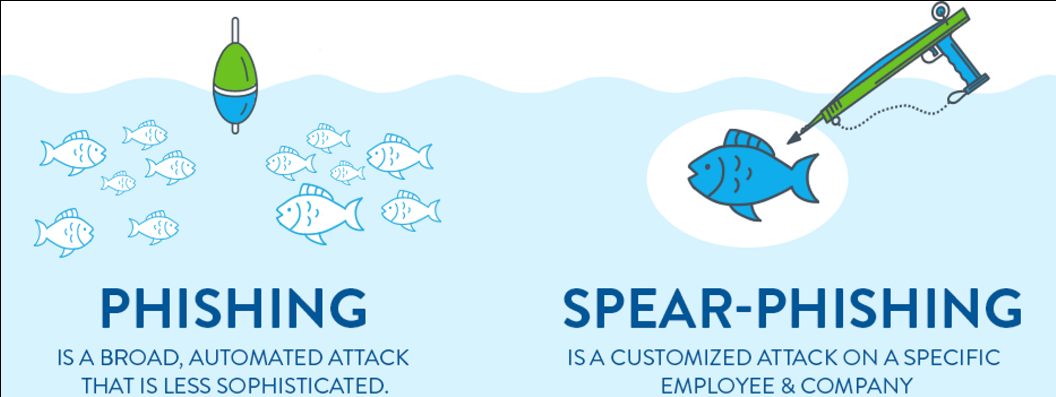 PHISHING
IS A BROAD, AUTOMATED ATTACK
THAT IS LESS SOPHISTICATED.
SPEAR-PHISHING
IS A CUSTOMIZED ATTACK ON A SPECIFIC
EMPLOYEE & COMPANY